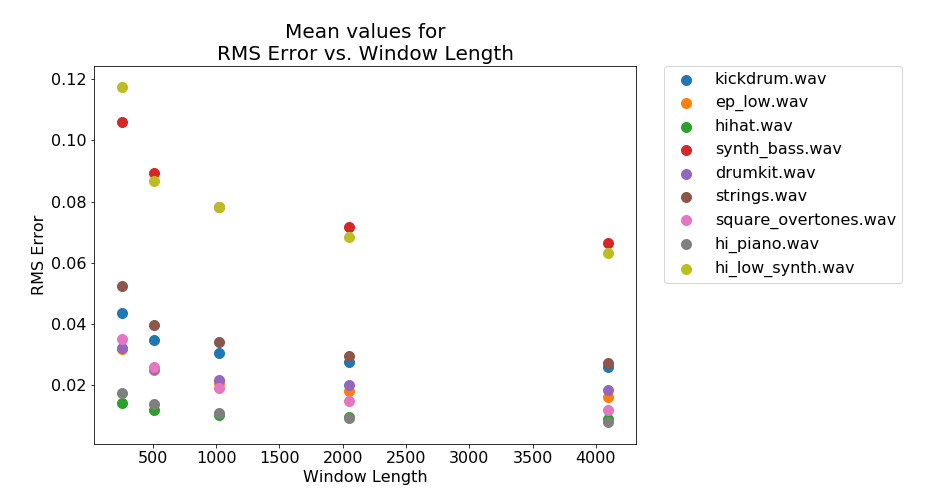 Mean values for
RMS Error vs. Window Length
0.12
0.10
0.08
0.06
0.04
0.02
RMS Error
500 1000 1500 2000 2500 3000 3500 4000
Window Length
kickdrum.wav
ep_low.wav
hihat.wav
synth_bass.wav
drumkit.wav
strings.wav
square_overtones.wav
hi_piano.wav
hi_low_synth.wav